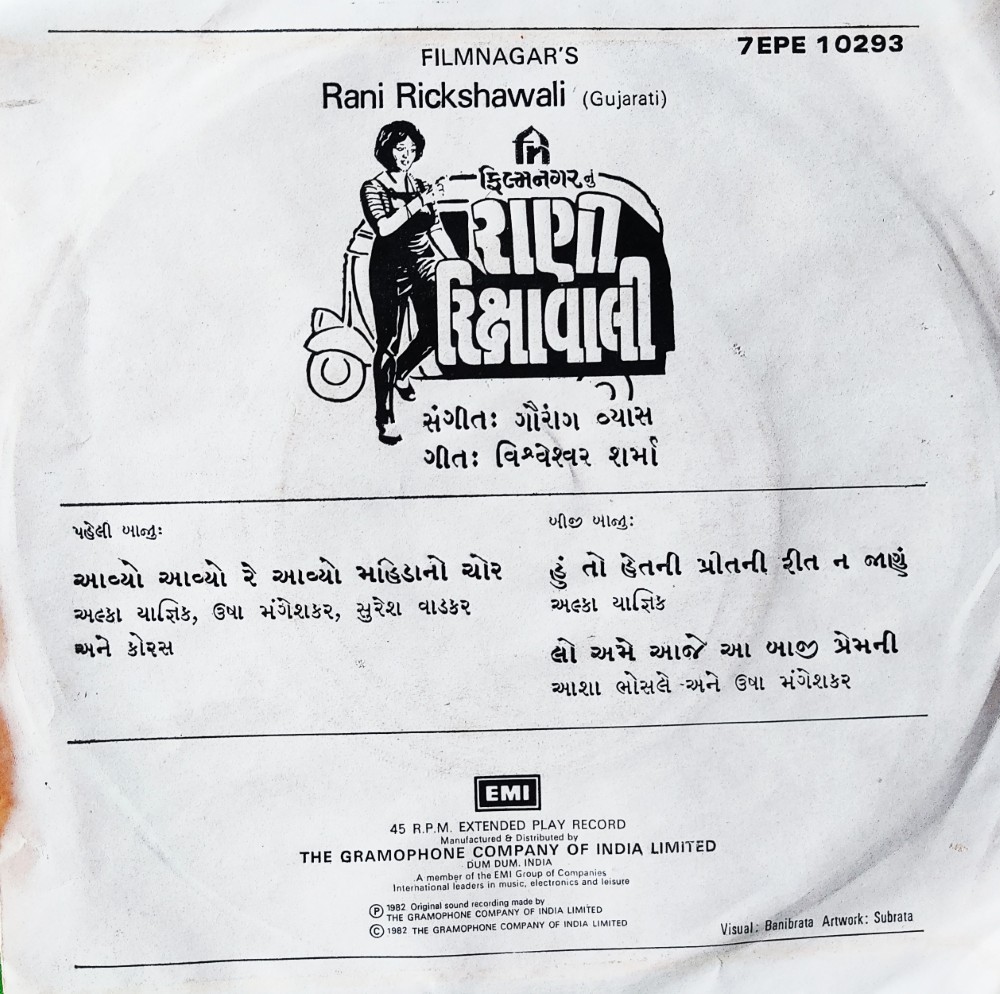 7EPE 10293
FILMNAGAR'S
Rani Rickshawali (Gujarati)
fn
ફિલ્મનગરનું
રાણી
રિક્ષાવાલી
સંગીત: ગૌરાંગ વ્યાસ
ગીત: વિશ્વેશ્વર શર્મા
પહેલી બાજુ:
આવ્યો આવ્યો રે આવ્યો મહિડાનો ચોર
અલ્કા યાજ્ઞિક, ઉષા મંગેશકર, સુરેશ વાડકર
અને કોરસ
બીજી બાજુ:
હું તો હેતની પ્રીતની રીત ન જાણું
અલ્કા યાજ્ઞિક
લો અમે આજે આ બાજી પ્રેમની
આશા ભોસલે અને ઉષા મંગેશકર
EMI
45 R.P.M. EXTENDED PLAY RECORD
Manufactured & Distributed by
THE GRAMOPHONE COMPANY OF INDIA LIMITED
DUM DUM. INDIA
A member of the EMI Group of Companies
International leaders in music, electronics and leisure
Ⓟ 1982 Original sound recording made by
THE GRAMOPHONE COMPANY OF INDIA LIMITED
© 1982 THE GRAMOPHONE COMPANY OF INDIA LIMITED
Visual: Banibrata Artwork: Subrata